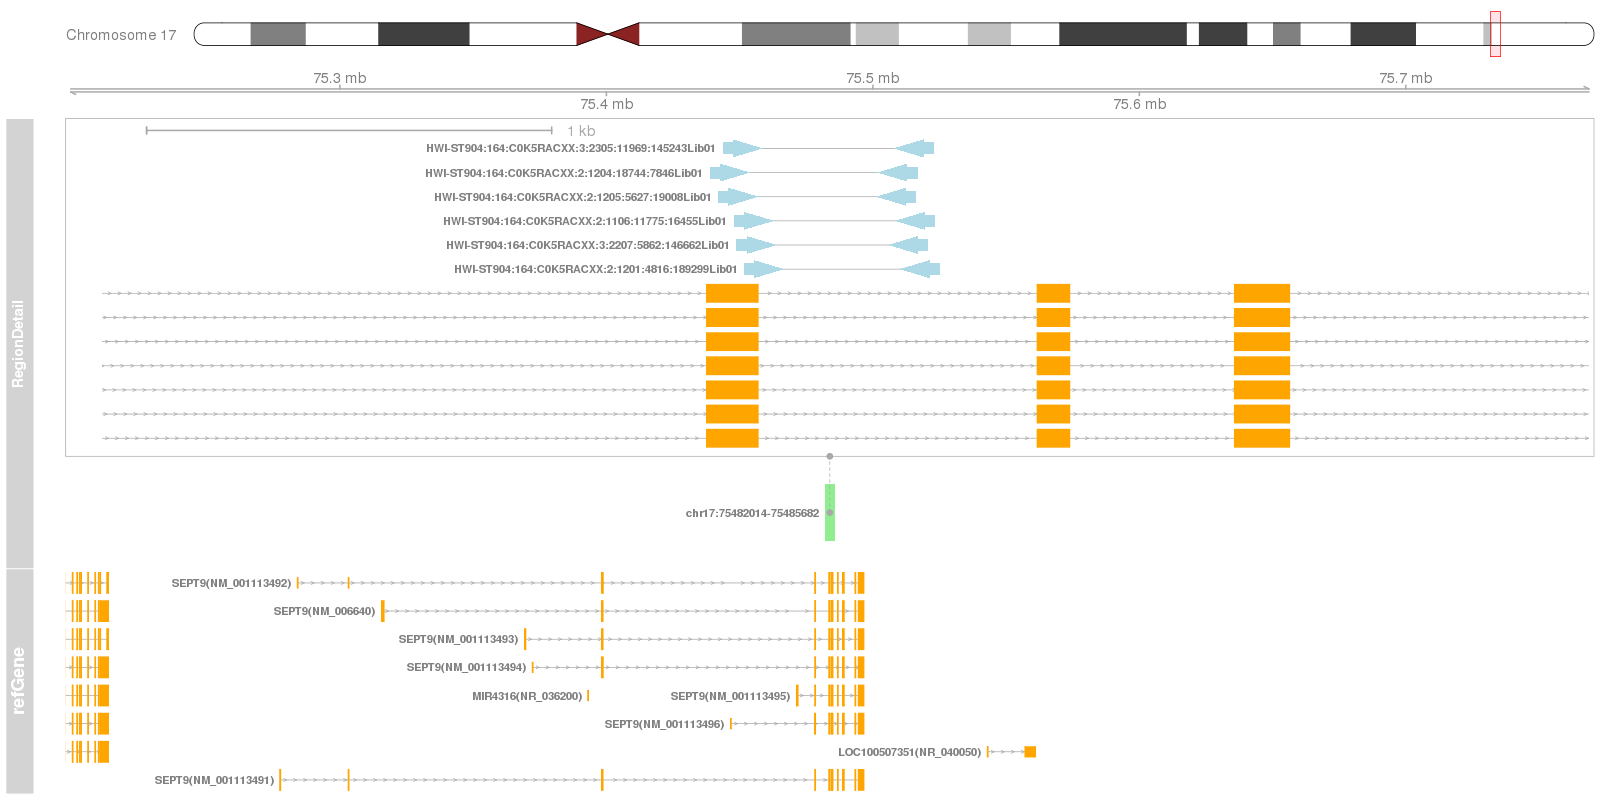 Chromosome 17
75.3 mb
75.5 mb
75.7 mb
75.4 mb
75.6 mb
RegionDetail
1 kb
HWI-ST904:164:C0K5RACXX:3:2305:11969:145243Lib01
HWI-ST904:164:C0K5RACXX:2:1204:18744:7846Lib01
HWI-ST904:164:C0K5RACXX:2:1205:5627:19008Lib01
HWI-ST904:164:C0K5RACXX:2:1106:11775:16455Lib01
HWI-ST904:164:C0K5RACXX:3:2207:5862:146662Lib01
HWI-ST904:164:C0K5RACXX:2:1201:4816:189299Lib01
chr17:75482014-75485682
refGene
SEPT9(NM_001113492)
SEPT9(NM_006640)
SEPT9(NM_001113493)
SEPT9(NM_001113494)
MIR4316(NR_036200)
SEPT9(NM_001113495)
SEPT9(NM_001113496)
LOC100507351(NR_040050)
SEPT9(NM_001113491)